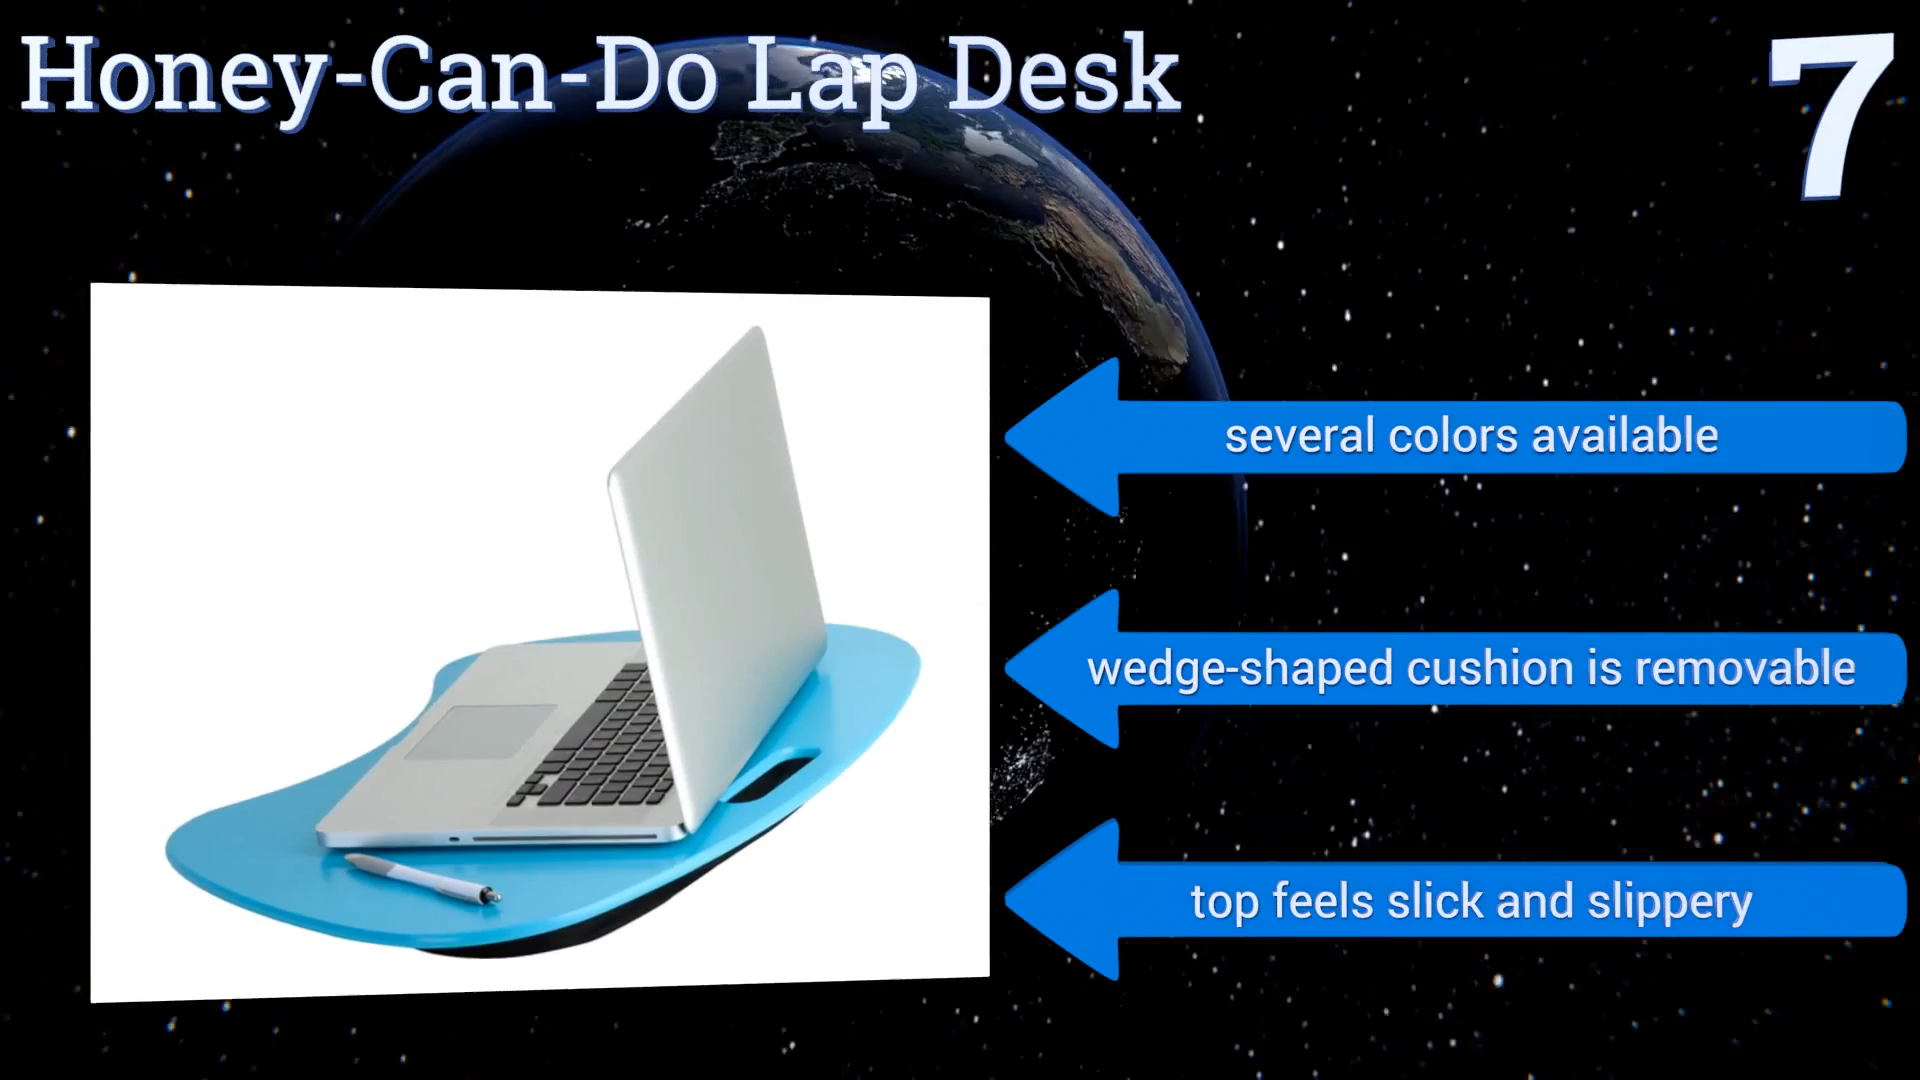 Honey-Can-Do Lap Desk
7
several colors available
wedge-shaped cushion is removable
top feels slick and slippery